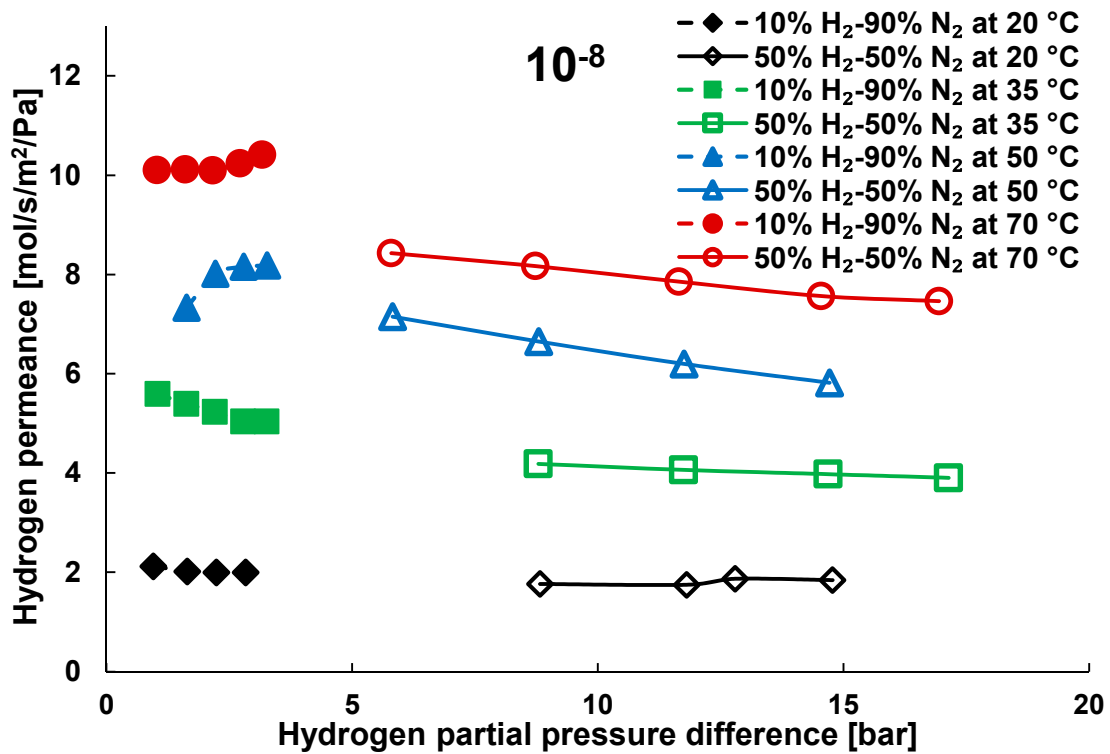 10% H₂-90% N₂ at 20 °C
50% H₂-50% N₂ at 20 °C
10% H₂-90% N₂ at 35 °C
50% H₂-50% N₂ at 35 °C
10% H₂-90% N₂ at 50 °C
50% H₂-50% N₂ at 50 °C
10% H₂-90% N₂ at 70 °C
50% H₂-50% N₂ at 70 °C
10⁻⁸
Hydrogen permeance [mol/s/m²/Pa]
12
10
8
6
4
2
0
0 5 10 15 20
Hydrogen partial pressure difference [bar]